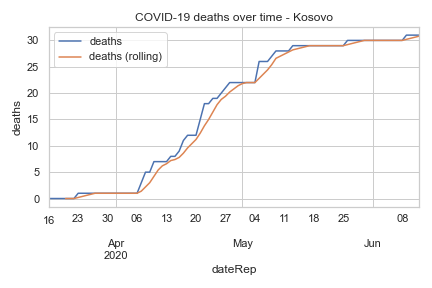 COVID-19 deaths over time - Kosovo
deaths
deaths (rolling)
deaths
30
25
20
15
10
5
0
16 23 30 06 13 20 27 04 11 18 25 08
Apr May Jun
2020
dateRep